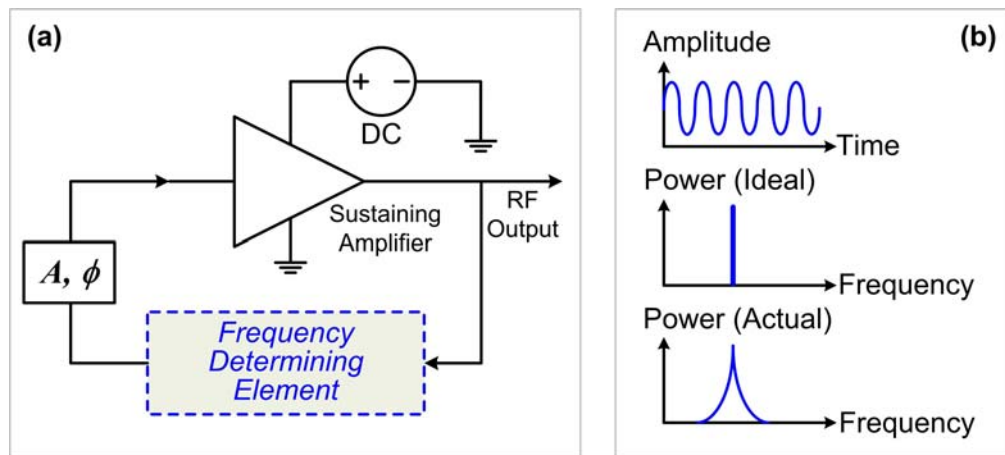 (a)
+ −
DC
Sustaining
Amplifier
RF
Output
A, ϕ
Frequency
Determining
Element
(b)
Amplitude
Time
Power (Ideal)
Frequency
Power (Actual)
Frequency